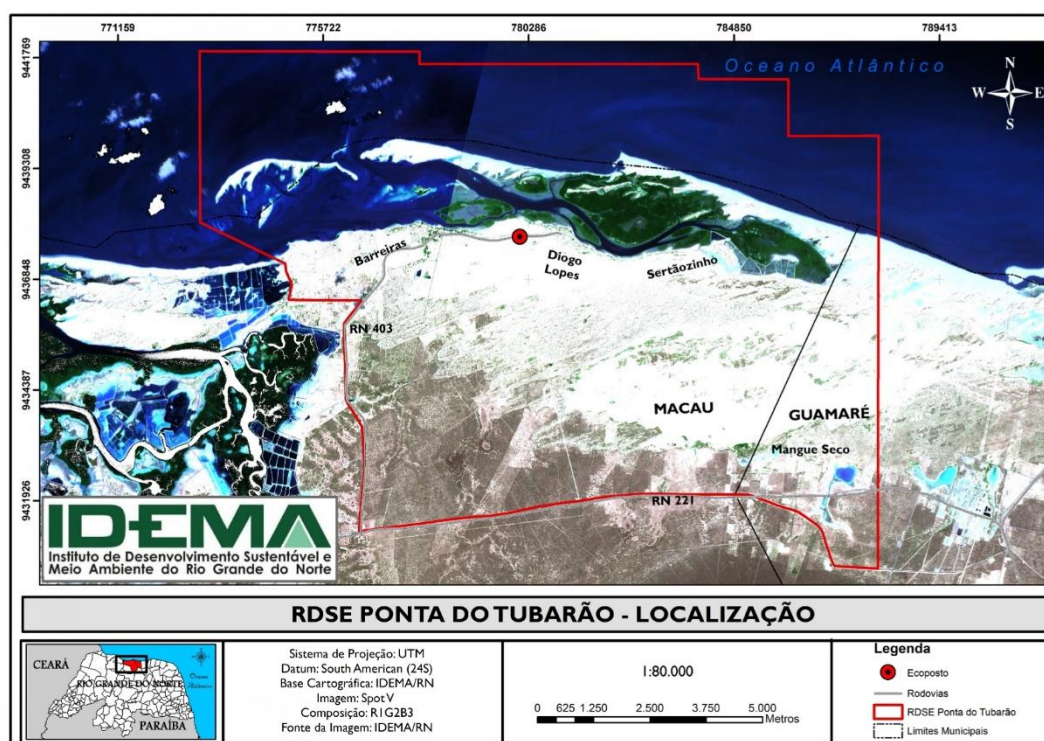 771159 775722 780286 784850 789413
9441769
9439308
9436848
9434387
9431926
Oceano Atlântico
N
W E
S
Barreiras
Diogo
Lopes
Sertãozinho
RN 403
MACAU
GUAMARÉ
Mangue Seco
RN 221
IDEMA
Instituto de Desenvolvimento Sustentável e
Meio Ambiente do Rio Grande do Norte
RDSE PONTA DO TUBARÃO - LOCALIZAÇÃO
CEARÁ
RIO GRANDE DO NORTE
Oceano
Atlântico
PARAÍBA
Sistema de Projeção: UTM
Datum: South American (24S)
Base Cartográfica: IDEMA/RN
Imagem: Spot V
Composição: R1G2B3
Fonte da Imagem: IDEMA/RN
1:80.000
0 625 1.250 2.500 3.750 5.000
Metros
Legenda
Ecoposto
Rodovias
RDSE Ponta do Tubarão
Limites Municipais